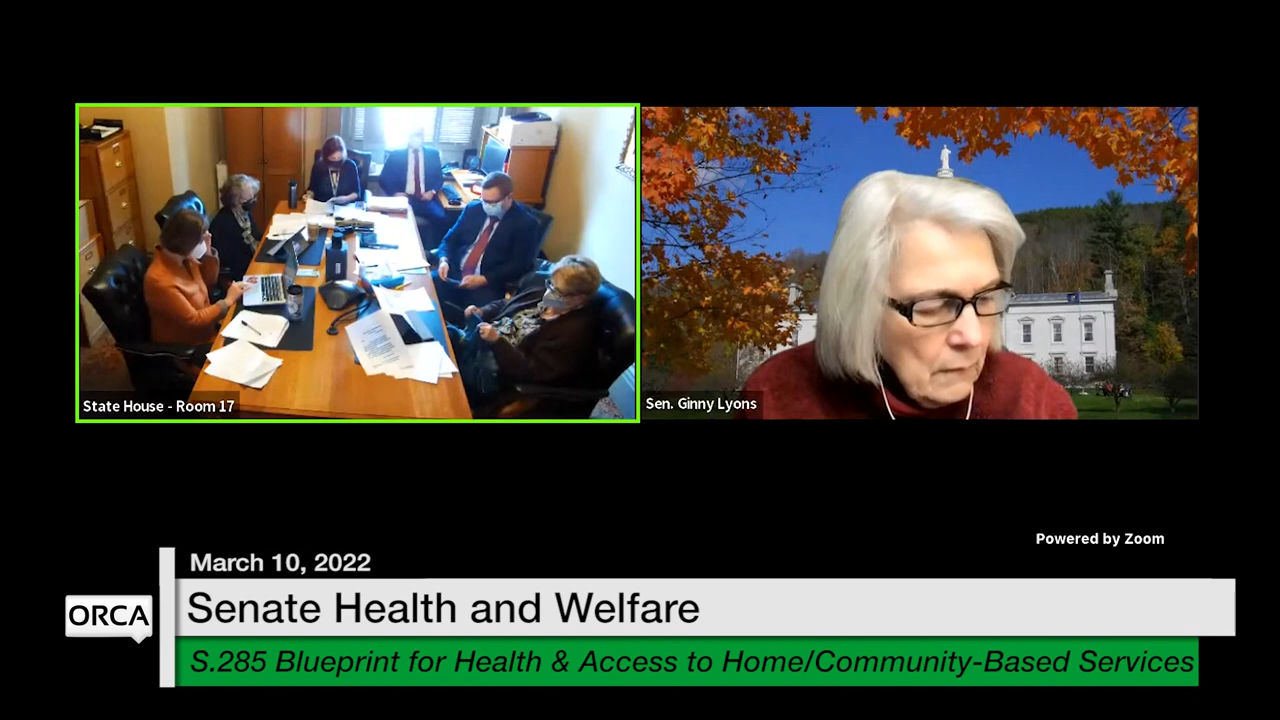 State House - Room 17
Sen. Ginny Lyons
Powered by Zoom
March 10, 2022
ORCA
Senate Health and Welfare
S.285 Blueprint for Health & Access to Home/Community-Based Services